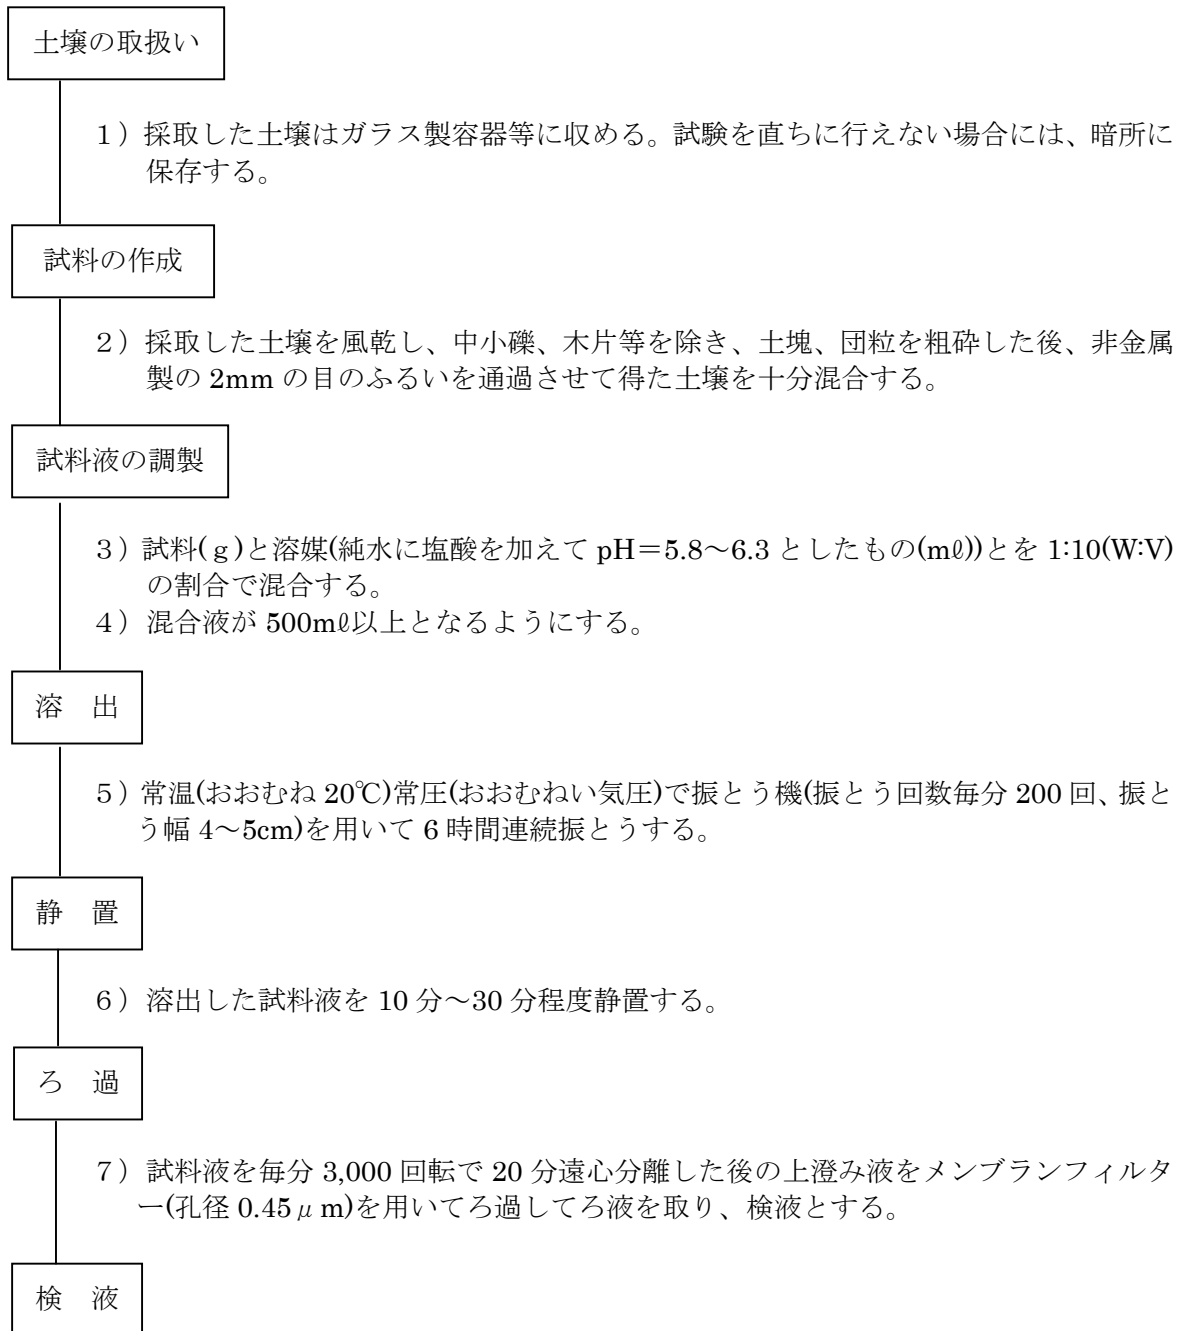 土壌の取扱い
1）採取した土壌はガラス製容器等に収める。試験を直ちに行えない場合には、暗所に
保存する。
試料の作成
2）採取した土壌を風乾し、中小礫、木片等を除き、土塊、団粒を粗砕した後、非金属
製の 2mm の目のふるいを通過させて得た土壌を十分混合する。
試料液の調製
3）試料(ｇ)と溶媒(純水に塩酸を加えて pH＝5.8～6.3 としたもの(mℓ))とを 1:10(W:V)
の割合で混合する。
4）混合液が 500mℓ以上となるようにする。
溶　出
5）常温(おおむね 20℃)常圧(おおむねい気圧)で振とう機(振とう回数毎分 200 回、振と
う幅 4～5cm)を用いて 6 時間連続振とうする。
静　置
6）溶出した試料液を 10 分～30 分程度静置する。
ろ　過
7）試料液を毎分 3,000 回転で 20 分遠心分離した後の上澄み液をメンブランフィルタ
ー(孔径 0.45μｍ)を用いてろ過してろ液を取り、検液とする。
検　液